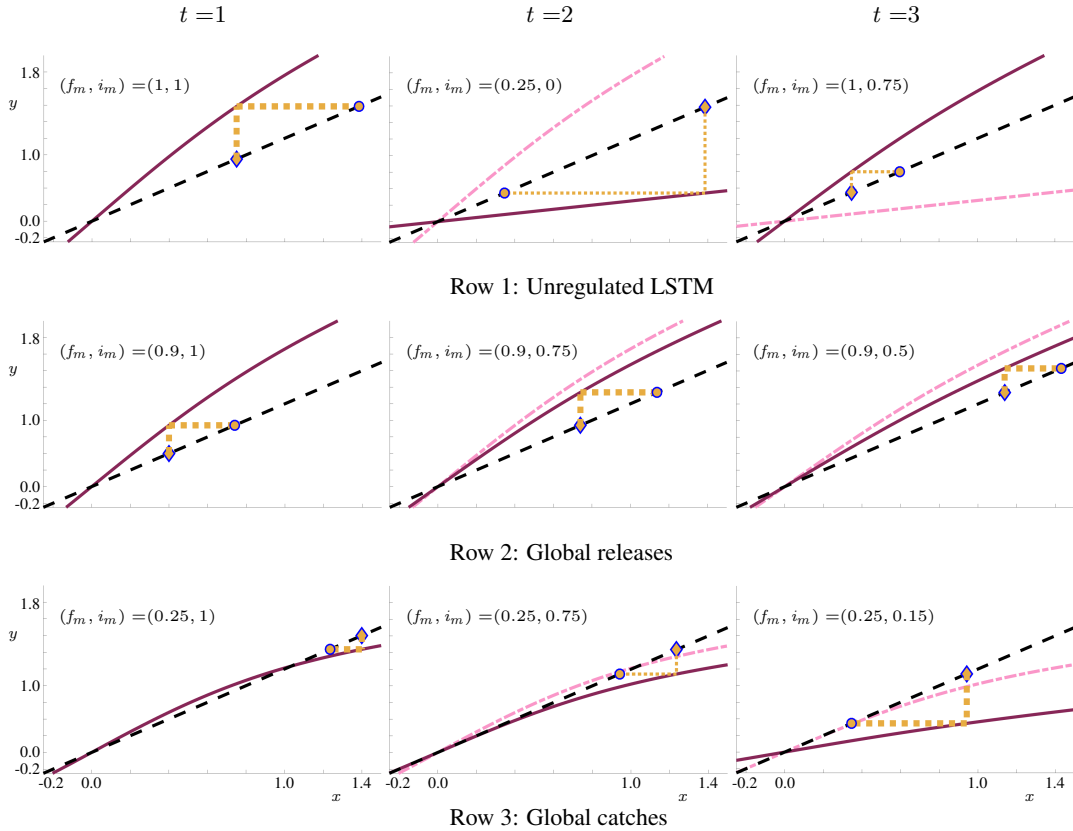 t =1 t =2 t =3
1.8
(f_m, i_m) =(1, 1) (f_m, i_m) =(0.25, 0) (f_m, i_m) =(1, 0.75)
y
1.0
0.0
-0.2
Row 1: Unregulated LSTM
1.8
(f_m, i_m) =(0.9, 1) (f_m, i_m) =(0.9, 0.75) (f_m, i_m) =(0.9, 0.5)
y
1.0
0.0
-0.2
Row 2: Global releases
1.8
(f_m, i_m) =(0.25, 1) (f_m, i_m) =(0.25, 0.75) (f_m, i_m) =(0.25, 0.15)
y
1.0
0.0
-0.2
-0.2 0.0 1.0 1.4 -0.2 0.0 1.0 1.4 -0.2 0.0 1.0 1.4
x x x
Row 3: Global catches